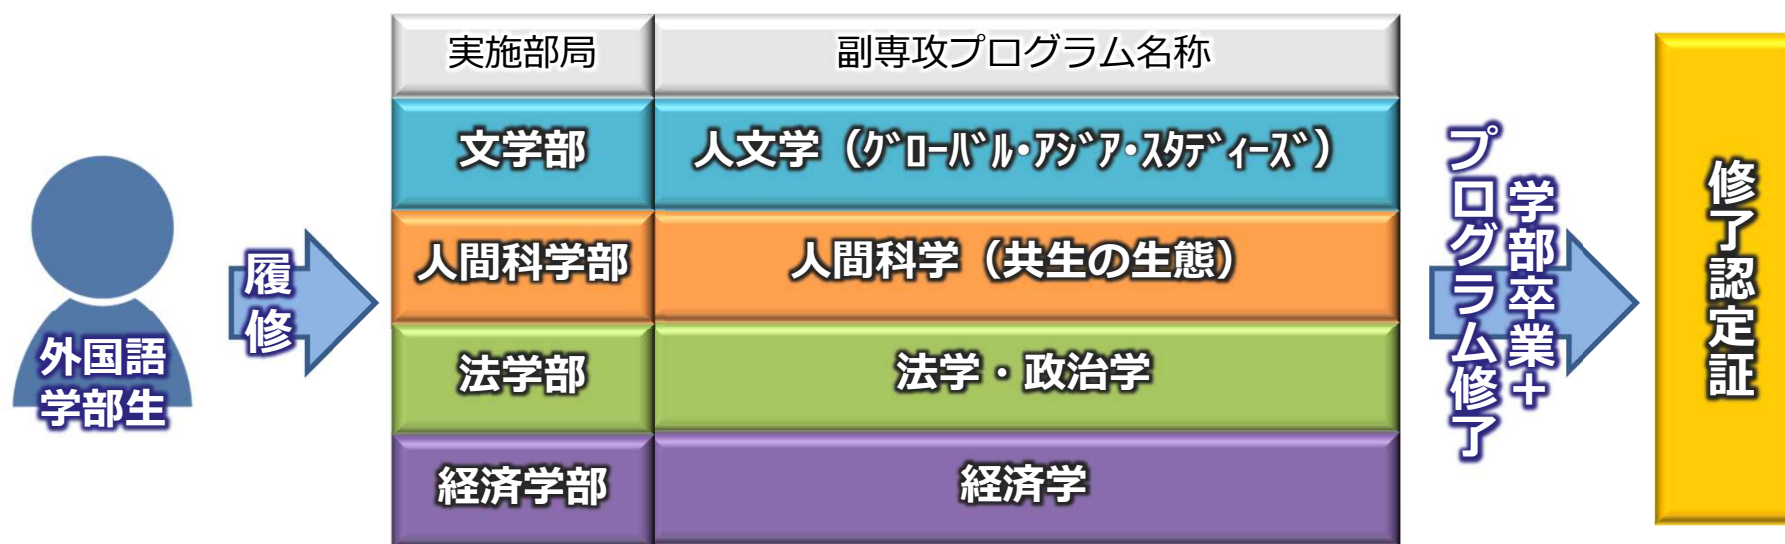 外国語
学部生
履修
実施部局 副専攻プログラム名称
文学部 人文学（ｸﾞﾛｰﾊﾞﾙ・ｱｼﾞｱ・ｽﾀﾃﾞｨｰｽﾞ）
人間科学部 人間科学（共生の生態）
法学部 法学・政治学
経済学部 経済学
学部卒業＋
プログラム修了
修了認定証